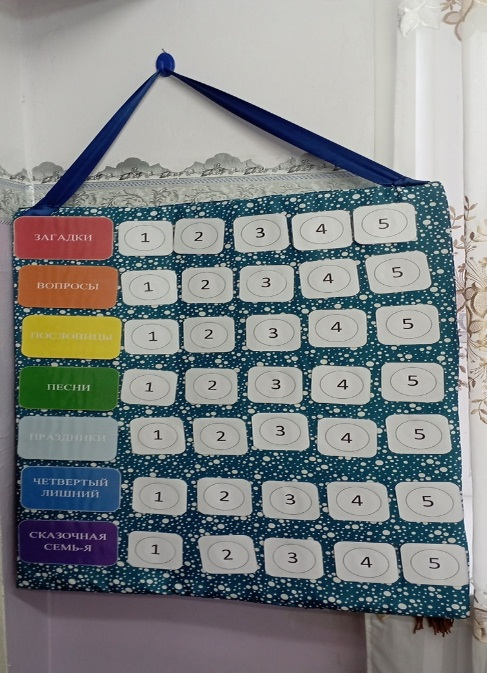 ЗАГАДКИ 1 2 3 4 5
ВОПРОСЫ 1 2 3 4 5
ПОСЛОВИЦЫ 1 2 3 4 5
ПЕСНИ 1 2 3 4 5
ПРАЗДНИКИ 1 2 3 4 5
ЧЕТВЕРТЫЙ
ЛИШНИЙ 1 2 3 4 5
СКАЗОЧНАЯ
СЕМЬ-Я 1 2 3 4 5